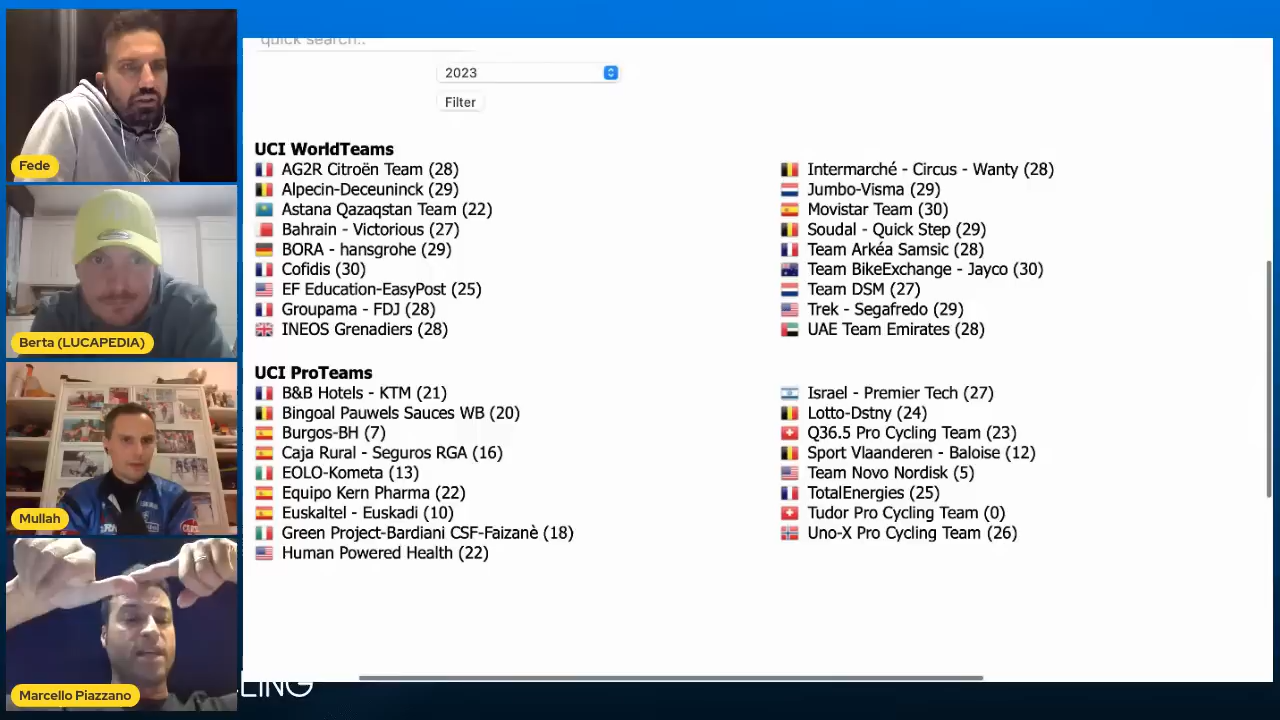 Fede
Berta (LUCAPEDIA)
Mullah
Marcello Piazzano
quick search..
2023
Filter
UCI WorldTeams
AG2R Citroën Team (28)
Alpecin-Deceuninck (29)
Astana Qazaqstan Team (22)
Bahrain - Victorious (27)
BORA - hansgrohe (29)
Cofidis (30)
EF Education-EasyPost (25)
Groupama - FDJ (28)
INEOS Grenadiers (28)
Intermarché - Circus - Wanty (28)
Jumbo-Visma (29)
Movistar Team (30)
Soudal - Quick Step (29)
Team Arkéa Samsic (28)
Team BikeExchange - Jayco (30)
Team DSM (27)
Trek - Segafredo (29)
UAE Team Emirates (28)
UCI ProTeams
B&B Hotels - KTM (21)
Bingoal Pauwels Sauces WB (20)
Burgos-BH (7)
Caja Rural - Seguros RGA (16)
EOLO-Kometa (13)
Equipo Kern Pharma (22)
Euskaltel - Euskadi (10)
Green Project-Bardiani CSF-Faizanè (18)
Human Powered Health (22)
Israel - Premier Tech (27)
Lotto-Dstny (24)
Q36.5 Pro Cycling Team (23)
Sport Vlaanderen - Baloise (12)
Team Novo Nordisk (5)
TotalEnergies (25)
Tudor Pro Cycling Team (0)
Uno-X Pro Cycling Team (26)